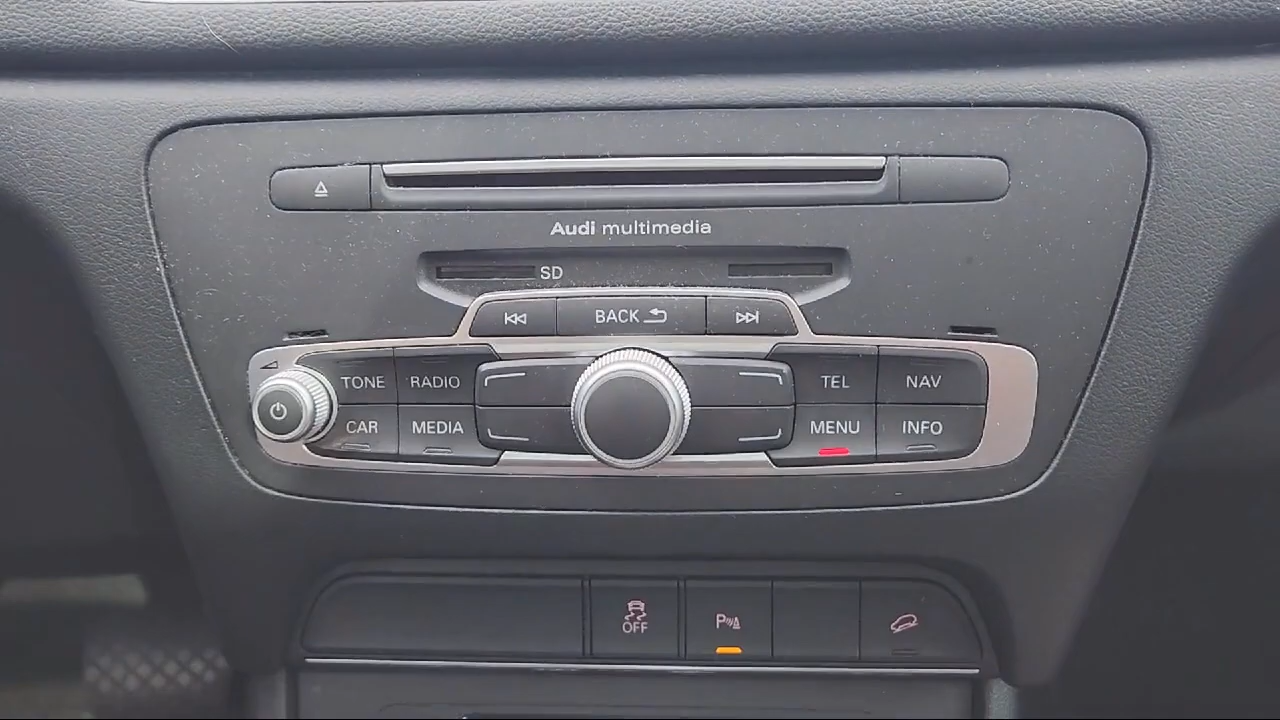 Audi multimedia
SD
BACK
TONE RADIO TEL NAV
CAR MEDIA MENU INFO
OFF P